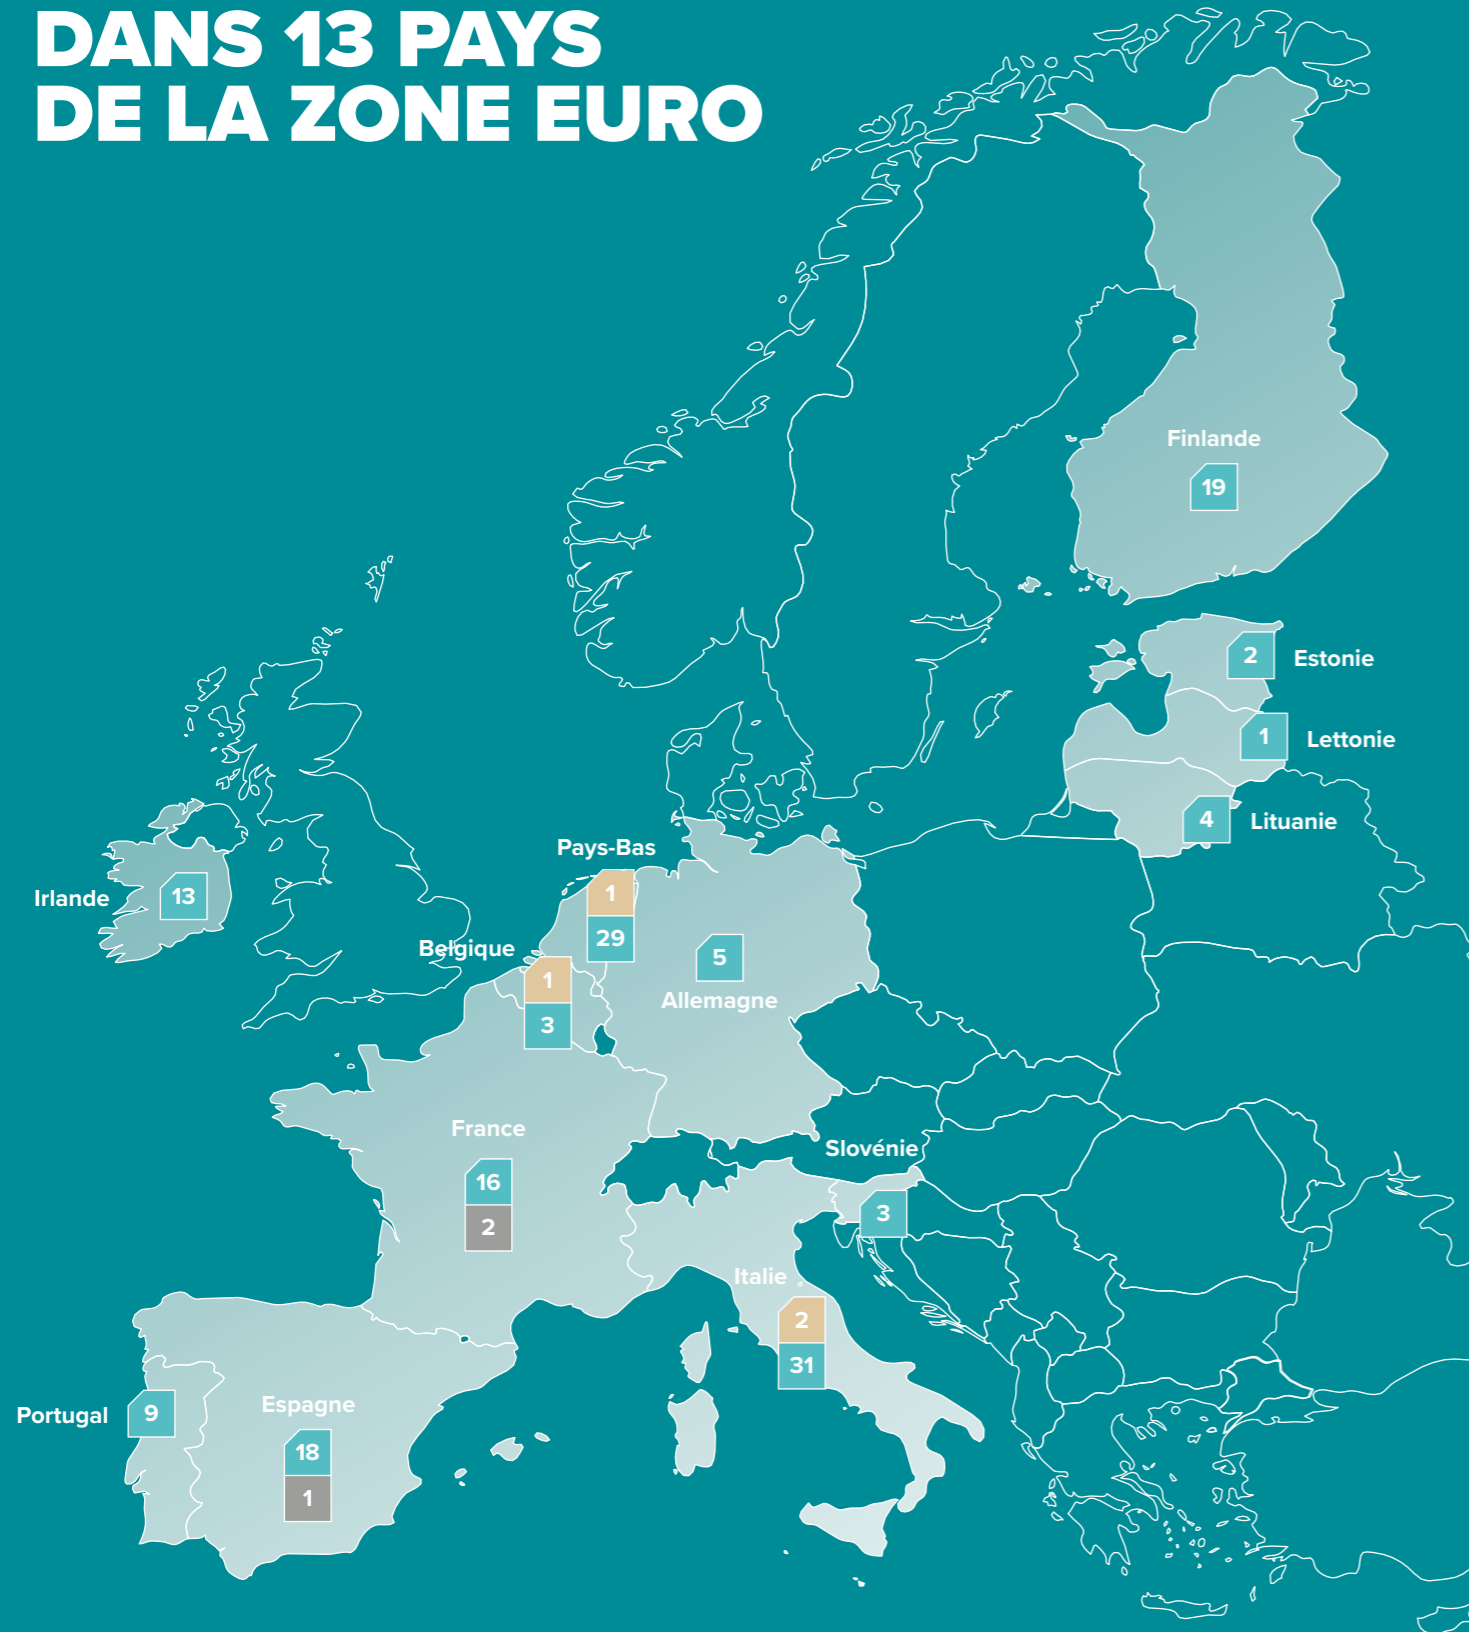 DANS 13 PAYS
DE LA ZONE EURO
Finlande
19
2 Estonie
1 Lettonie
4 Lituanie
Pays-Bas
1
29
Irlande 13
Belgique
1
3
5
Allemagne
France
16
2
Slovénie
3
Italie
2
31
Portugal 9
Espagne
18
1